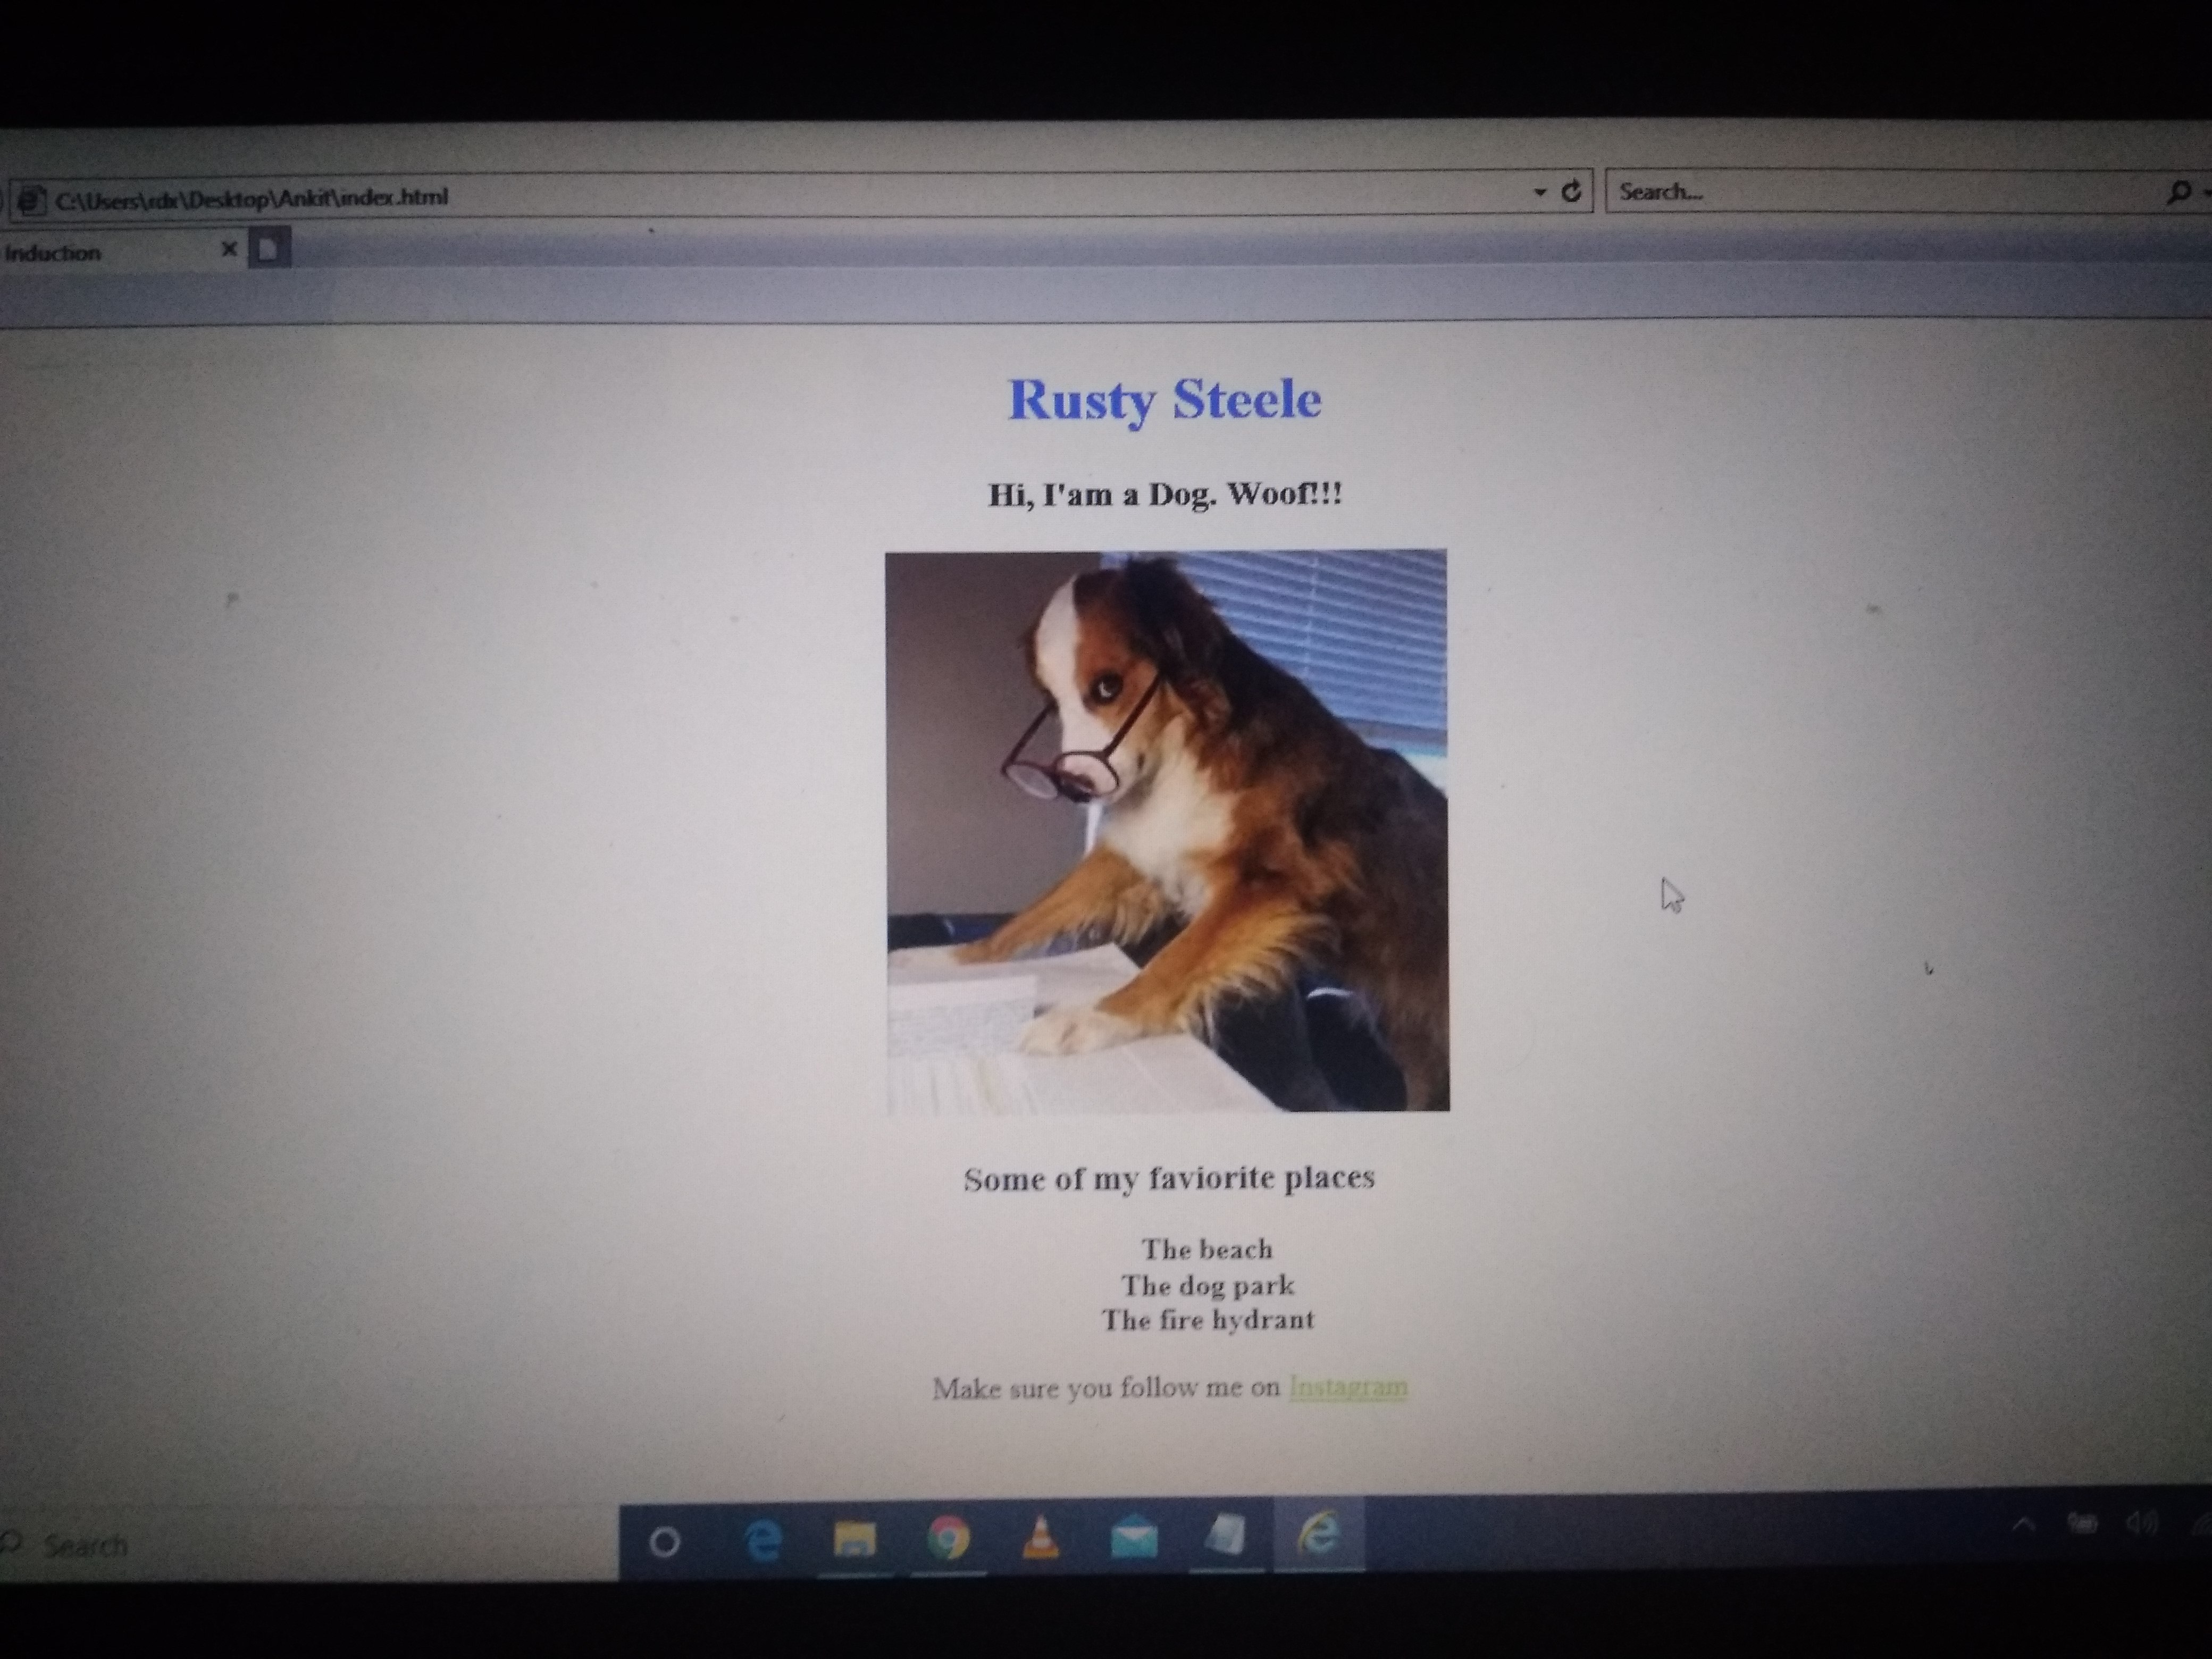 C:\Users\rdx\Desktop\Ankit\index.html
Search...
Induction
Rusty Steele
Hi, I'am a Dog. Woof!!!
Some of my faviorite places
The beach
The dog park
The fire hydrant
Make sure you follow me on Instagram
Search